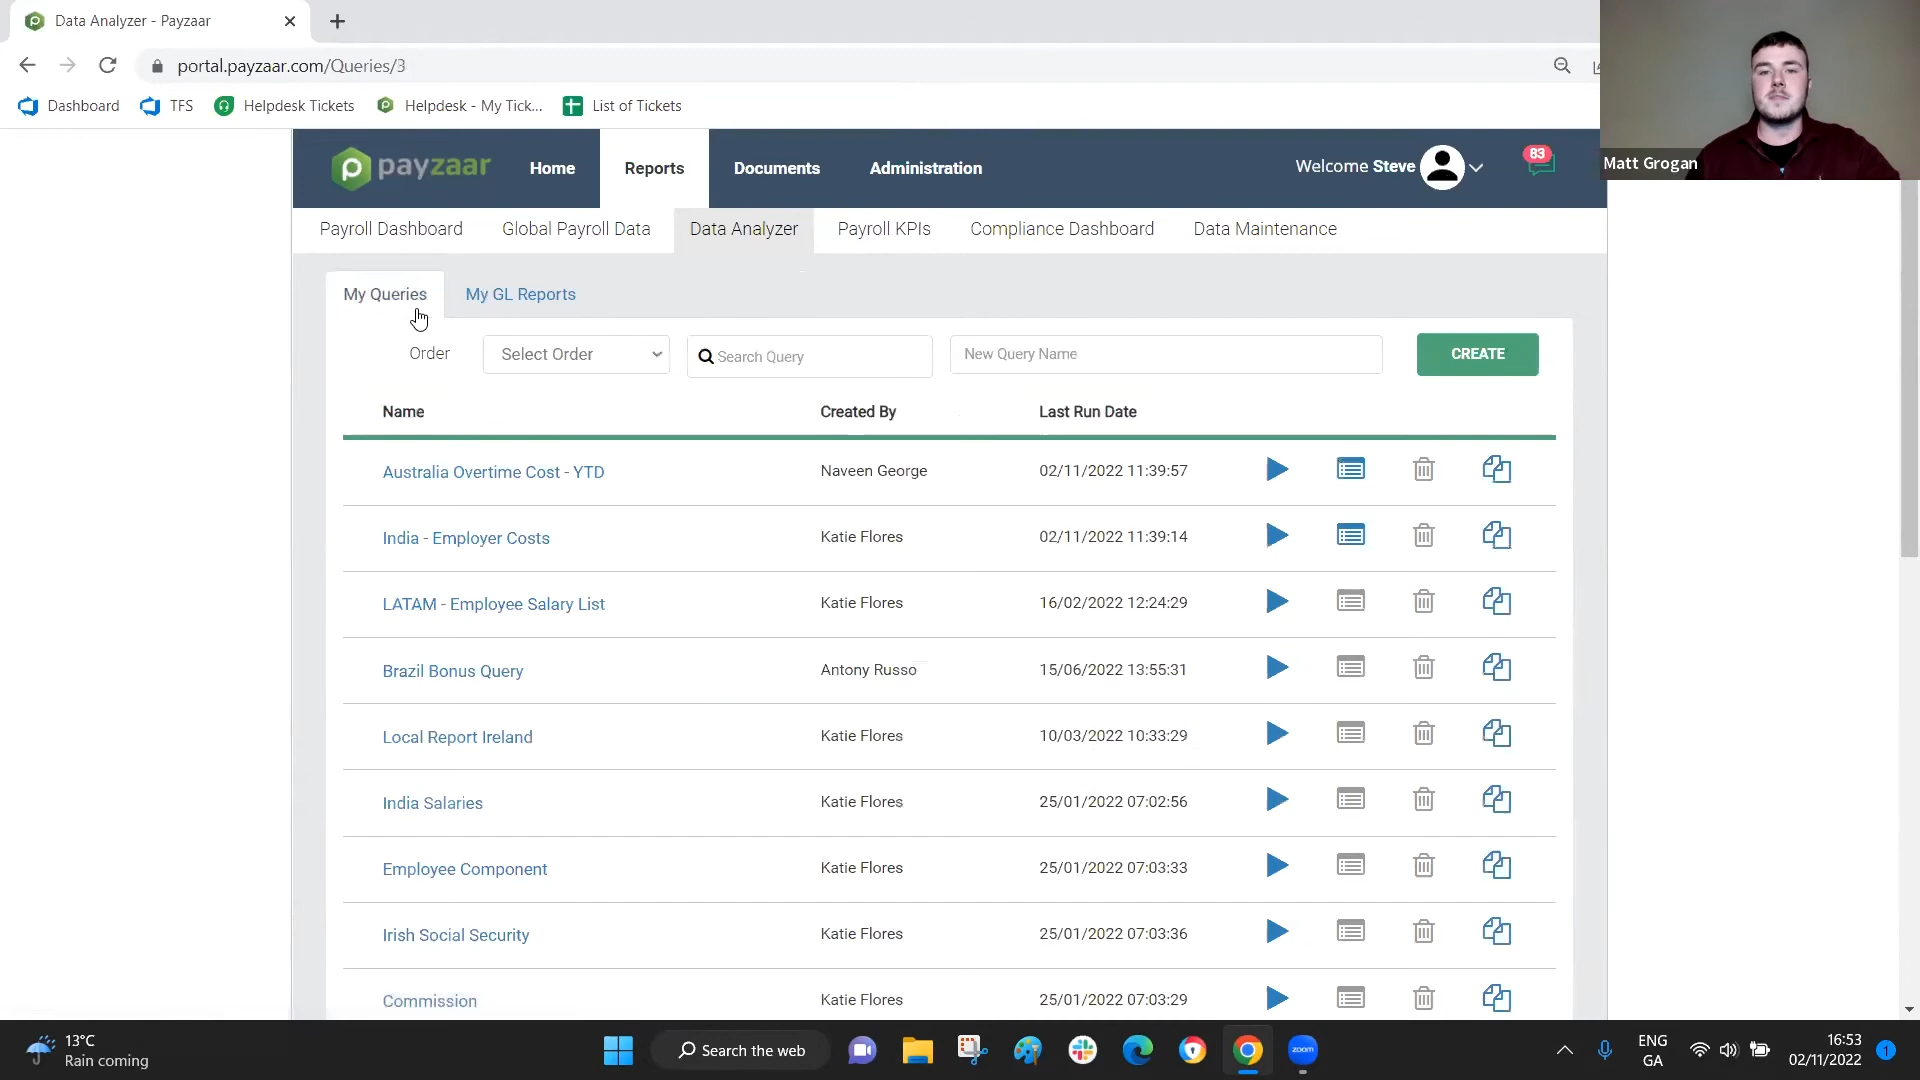 Data Analyzer - Payzaar
portal.payzaar.com/Queries/3
Dashboard TFS Helpdesk Tickets Helpdesk - My Tick... List of Tickets
Matt Grogan
payzaar Home Reports Documents Administration Welcome Steve 83
Payroll Dashboard Global Payroll Data Data Analyzer Payroll KPIs Compliance Dashboard Data Maintenance
My Queries My GL Reports
Order Select Order Search Query New Query Name CREATE
Name Created By Last Run Date
Australia Overtime Cost - YTD Naveen George 02/11/2022 11:39:57
India - Employer Costs Katie Flores 02/11/2022 11:39:14
LATAM - Employee Salary List Katie Flores 16/02/2022 12:24:29
Brazil Bonus Query Antony Russo 15/06/2022 13:55:31
Local Report Ireland Katie Flores 10/03/2022 10:33:29
India Salaries Katie Flores 25/01/2022 07:02:56
Employee Component Katie Flores 25/01/2022 07:03:33
Irish Social Security Katie Flores 25/01/2022 07:03:36
Commission Katie Flores 25/01/2022 07:03:29
13°C
Rain coming
Search the web
zoom
ENG
GA
16:53
02/11/2022
1